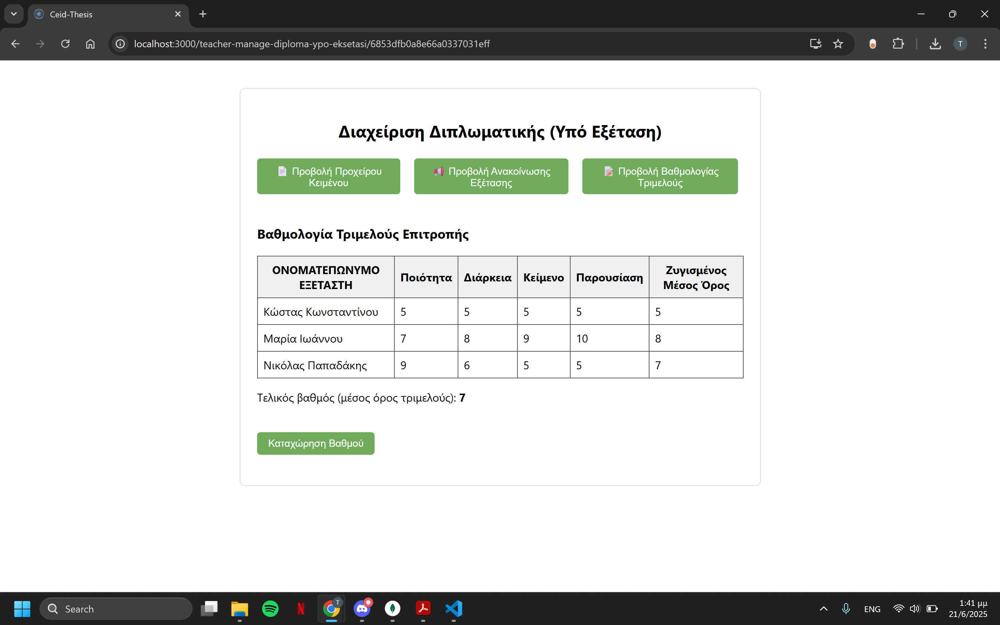 Ceid-Thesis
localhost:3000/teacher-manage-diploma-ypo-eksetasi/6853dfb0a8e66a0337031eff
T
Διαχείριση Διπλωματικής (Υπό Εξέταση)
Προβολή Προχείρου
Κειμένου
Προβολή Ανακοίνωσης
Εξέτασης
Προβολή Βαθμολογίας
Τριμελούς
Βαθμολογία Τριμελούς Επιτροπής
ΟΝΟΜΑΤΕΠΩΝΥΜΟ
ΕΞΕΤΑΣΤΗ
Ποιότητα
Διάρκεια
Κείμενο
Παρουσίαση
Ζυγισμένος
Μέσος Όρος
Κώστας Κωνσταντίνου 5 5 5 5 5
Μαρία Ιωάννου 7 8 9 10 8
Νικόλας Παπαδάκης 9 6 5 5 7
Τελικός βαθμός (μέσος όρος τριμελούς): 7
Καταχώρηση Βαθμού
Search
N
T
ENG
1:41 μμ
21/6/2025